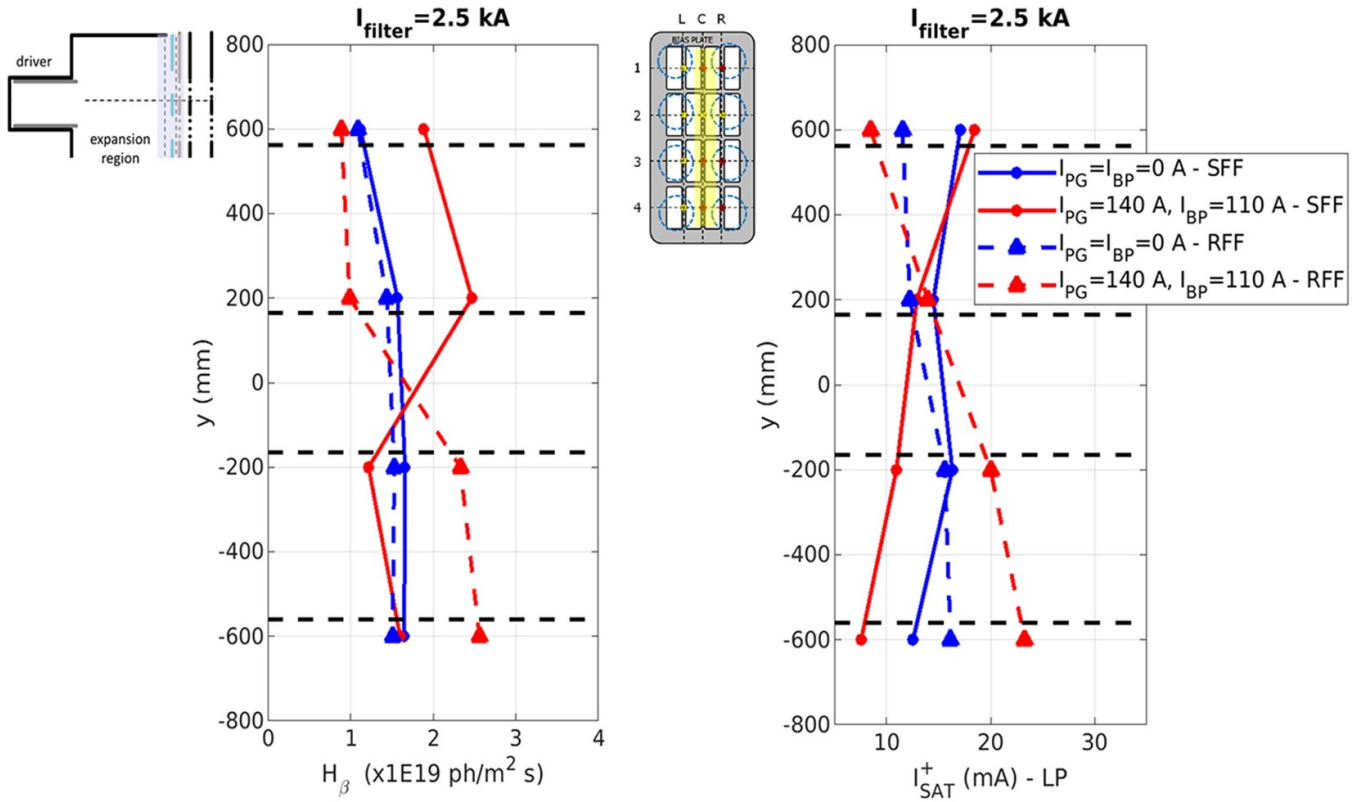 driver
expansion
region
I_filter=2.5 kA
800
600
400
200
0
-200
-400
-600
-800
y (mm)
0 1 2 3 4
H_β (x1E19 ph/m² s)
L C R
BIAS PLATE
1
2
3
4
I_filter=2.5 kA
800
600
400
200
0
-200
-400
-600
-800
y (mm)
10 20 30
I⁺_SAT (mA) - LP
I_PG=I_BP=0 A - SFF
I_PG=140 A, I_BP=110 A - SFF
I_PG=I_BP=0 A - RFF
I_PG=140 A, I_BP=110 A - RFF